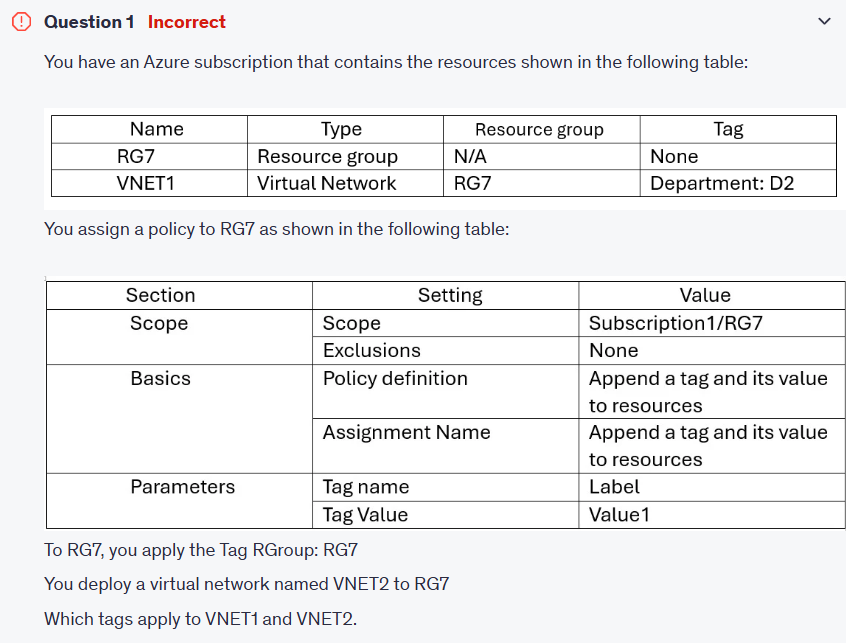 Question 1 Incorrect
You have an Azure subscription that contains the resources shown in the following table:
Name Type Resource group Tag
RG7 Resource group N/A None
VNET1 Virtual Network RG7 Department: D2
You assign a policy to RG7 as shown in the following table:
Section Setting Value
Scope Scope Subscription1/RG7
Exclusions None
Basics Policy definition Append a tag and its value
to resources
Assignment Name Append a tag and its value
to resources
Parameters Tag name Label
Tag Value Value1
To RG7, you apply the Tag RGroup: RG7
You deploy a virtual network named VNET2 to RG7
Which tags apply to VNET1 and VNET2.